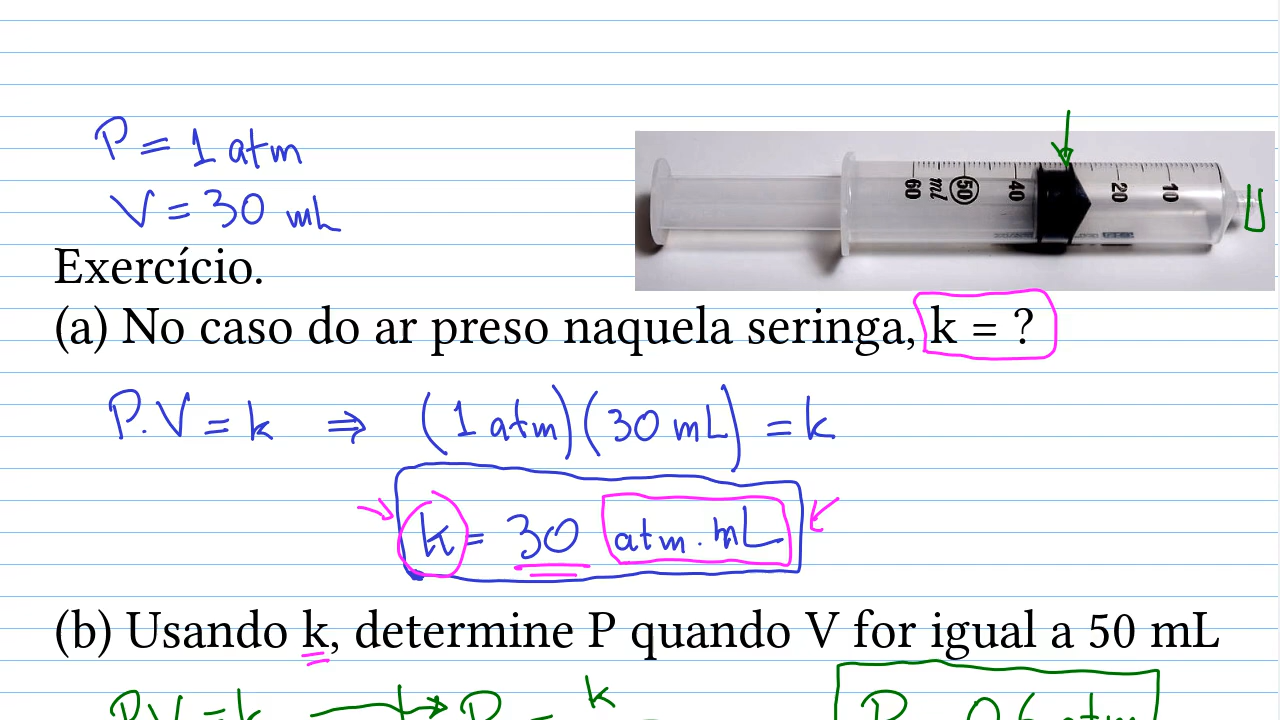 P = 1 atm
V = 30 mL
60 ml 50 40 20 10
Exercício.
(a) No caso do ar preso naquela seringa, k = ?
P.V = k ⇒ (1 atm)(30 mL) = k
k = 30 atm.mL
(b) Usando k, determine P quando V for igual a 50 mL
P.V = k → P = k